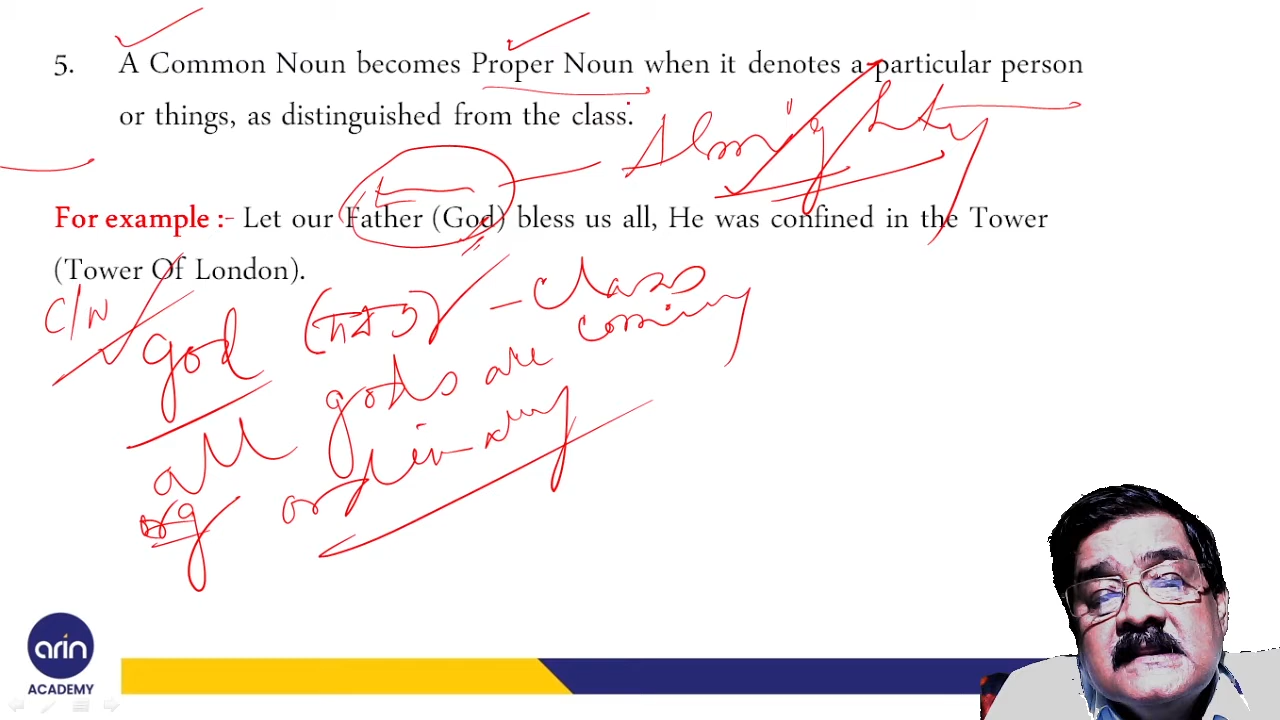 5. A Common Noun becomes Proper Noun when it denotes a particular person
or things, as distinguished from the class.
Almighty
For example :- Let our Father (God) bless us all, He was confined in the Tower
(Tower Of London).
C/N
god – class
gods are coming
all ordinary
arin
ACADEMY